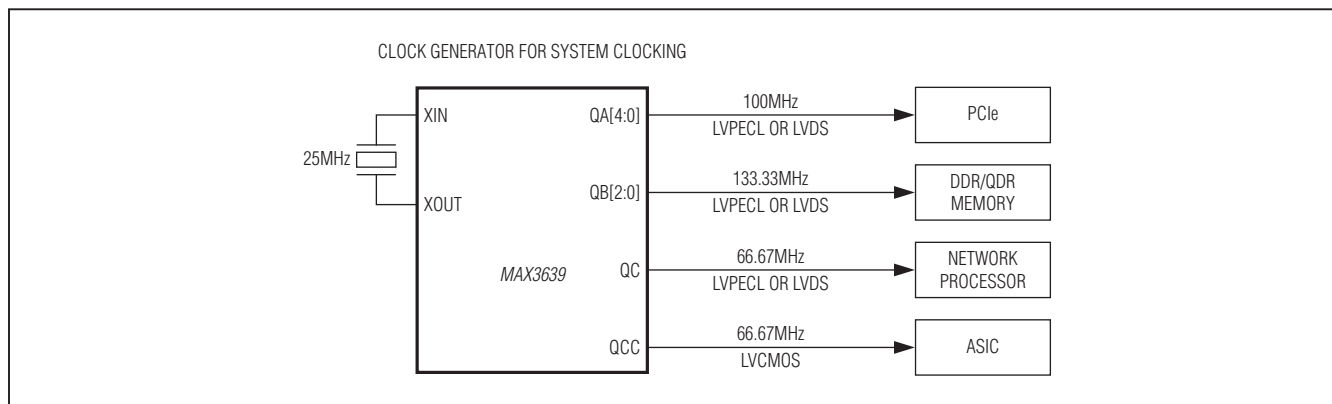 CLOCK GENERATOR FOR SYSTEM CLOCKING
XIN
25MHz
XOUT
MAX3639
QA[4:0]
100MHz
LVPECL OR LVDS
PCIe
QB[2:0]
133.33MHz
LVPECL OR LVDS
DDR/QDR
MEMORY
QC
66.67MHz
LVPECL OR LVDS
NETWORK
PROCESSOR
QCC
66.67MHz
LVCMOS
ASIC